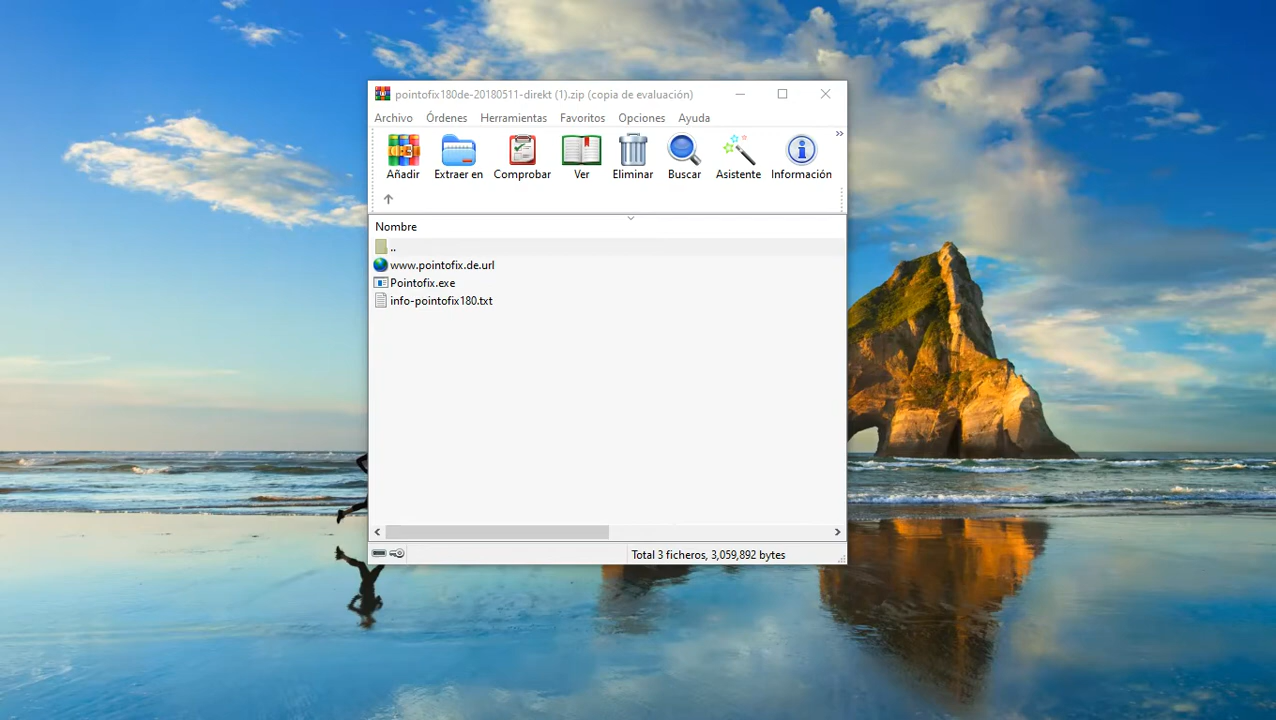 pointofix180de-20180511-direkt (1).zip (copia de evaluación)
Archivo Órdenes Herramientas Favoritos Opciones Ayuda
Añadir Extraer en Comprobar Ver Eliminar Buscar Asistente Información
Nombre
..
www.pointofix.de.url
Pointofix.exe
info-pointofix180.txt
Total 3 ficheros, 3,059,892 bytes